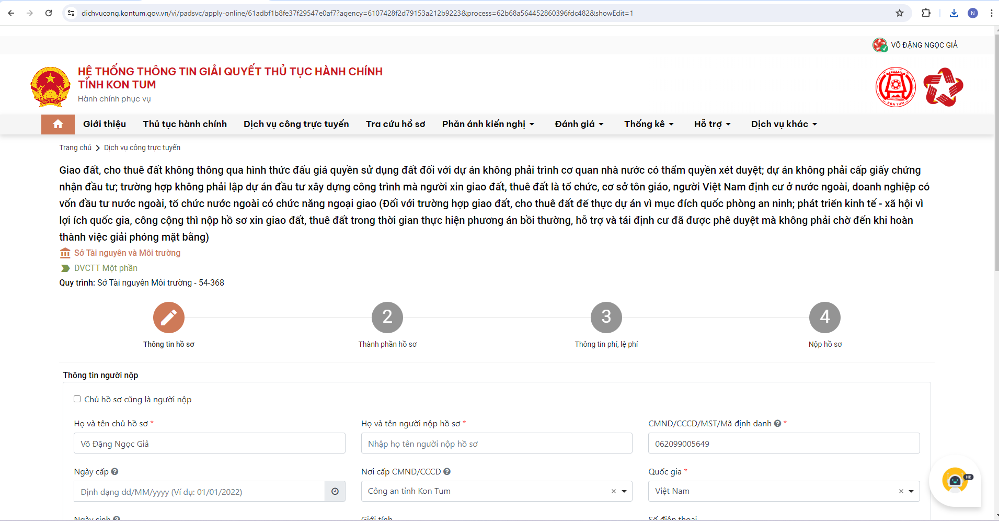 dichvucong.kontum.gov.vn/vi/padsvc/apply-online/61adbf1b8fe37f29547e0af7?agency=6107428f2d79153a212b9223&process=62b68a564452860396fdc482&showEdit=1
N
VÕ ĐẶNG NGỌC GIẢ
HỆ THỐNG THÔNG TIN GIẢI QUYẾT THỦ TỤC HÀNH CHÍNH
TỈNH KON TUM
Hành chính phục vụ
KON TUM
Giới thiệu Thủ tục hành chính Dịch vụ công trực tuyến Tra cứu hồ sơ Phản ánh kiến nghị Đánh giá Thống kê Hỗ trợ Dịch vụ khác
Trang chủ Dịch vụ công trực tuyến
Giao đất, cho thuê đất không thông qua hình thức đấu giá quyền sử dụng đất đối với dự án không phải trình cơ quan nhà nước có thẩm quyền xét duyệt; dự án không phải cấp giấy chứng
nhận đầu tư; trường hợp không phải lập dự án đầu tư xây dựng công trình mà người xin giao đất, thuê đất là tổ chức, cơ sở tôn giáo, người Việt Nam định cư ở nước ngoài, doanh nghiệp có
vốn đầu tư nước ngoài, tổ chức nước ngoài có chức năng ngoại giao (Đối với trường hợp giao đất, cho thuê đất để thực dự án vì mục đích quốc phòng an ninh; phát triển kinh tế - xã hội vì
lợi ích quốc gia, công cộng thì nộp hồ sơ xin giao đất, thuê đất trong thời gian thực hiện phương án bồi thường, hỗ trợ và tái định cư đã được phê duyệt mà không phải chờ đến khi hoàn
thành việc giải phóng mặt bằng)
Sở Tài nguyên và Môi trường
DVCTT Một phần
Quy trình: Sở Tài nguyên Môi trường - 54-368
2 3 4
Thông tin hồ sơ Thành phần hồ sơ Thông tin phí, lệ phí Nộp hồ sơ
Thông tin người nộp
Chủ hồ sơ cũng là người nộp
Họ và tên chủ hồ sơ * Họ và tên người nộp hồ sơ * CMND/CCCD/MST/Mã định danh *
Võ Đặng Ngọc Giả Nhập họ tên người nộp hồ sơ 062099005649
Ngày cấp Nơi cấp CMND/CCCD Quốc gia *
Định dạng dd/MM/yyyy (Ví dụ: 01/01/2022) Công an tỉnh Kon Tum × Việt Nam ×
HI!
Ngày sinh Giới tính Số điện thoại